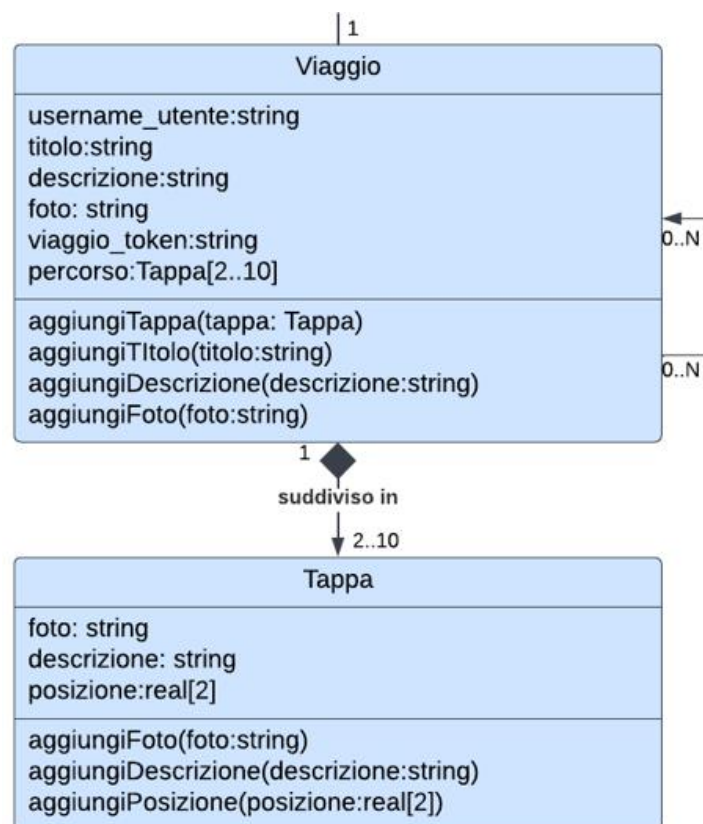 1
Viaggio
username_utente:string
titolo:string
descrizione:string
foto: string
viaggio_token:string
percorso:Tappa[2..10]
0..N
aggiungiTappa(tappa: Tappa)
aggiungiTItolo(titolo:string)
aggiungiDescrizione(descrizione:string)
aggiungiFoto(foto:string)
0..N
1
suddiviso in
2..10
Tappa
foto: string
descrizione: string
posizione:real[2]
aggiungiFoto(foto:string)
aggiungiDescrizione(descrizione:string)
aggiungiPosizione(posizione:real[2])